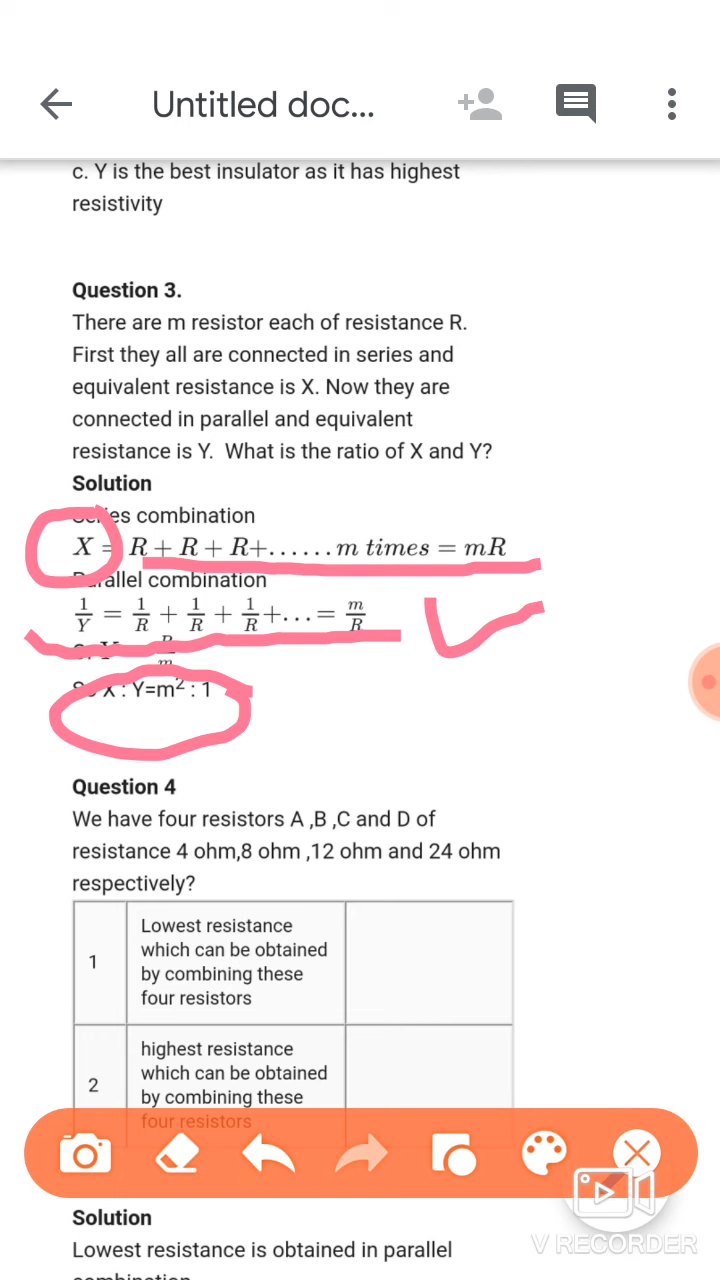 Untitled doc...
c. Y is the best insulator as it has highest
resistivity
Question 3.
There are m resistor each of resistance R.
First they all are connected in series and
equivalent resistance is X. Now they are
connected in parallel and equivalent
resistance is Y. What is the ratio of X and Y?
Solution
Series combination
X = R + R + R+......m times = mR
Parallel combination
1/Y = 1/R + 1/R + 1/R +...= m/R
X : Y=m² : 1
Question 4
We have four resistors A ,B ,C and D of
resistance 4 ohm,8 ohm ,12 ohm and 24 ohm
respectively?
1
Lowest resistance
which can be obtained
by combining these
four resistors
2
highest resistance
which can be obtained
by combining these
four resistors
Solution
Lowest resistance is obtained in parallel
combination
V RECORDER